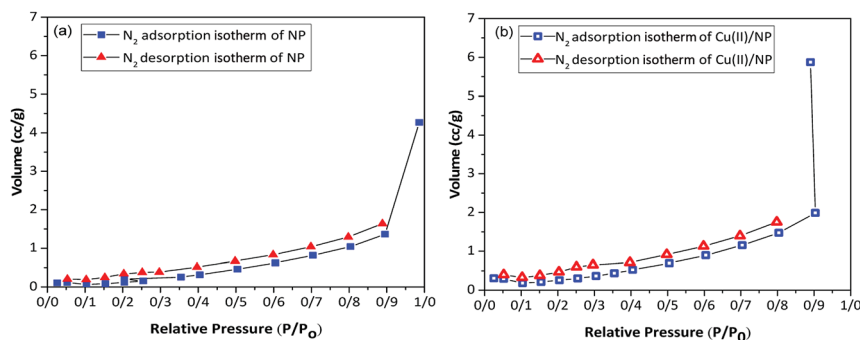 (a)
N₂ adsorption isotherm of NP
N₂ desorption isotherm of NP
Volume (cc/g)
7
6
5
4
3
2
1
0
0/0 0/1 0/2 0/3 0/4 0/5 0/6 0/7 0/8 0/9 1/0
Relative Pressure (P/Po)
(b)
N₂ adsorption isotherm of Cu(II)/NP
N₂ desorption isotherm of Cu(II)/NP
Volume (cc/g)
7
6
5
4
3
2
1
0
0/0 0/1 0/2 0/3 0/4 0/5 0/6 0/7 0/8 0/9 1/0
Relative Pressure (P/P₀)